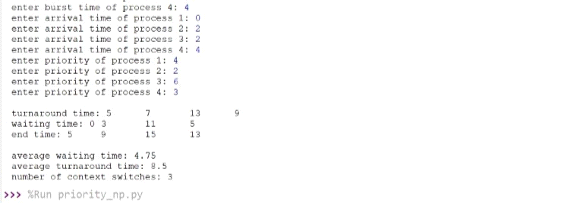 enter burst time of process 4: 4
enter arrival time of process 1: 0
enter arrival time of process 2: 2
enter arrival time of process 3: 2
enter arrival time of process 4: 4
enter priority of process 1: 4
enter priority of process 2: 2
enter priority of process 3: 6
enter priority of process 4: 3
turnaround time: 5 7 13 9
waiting time: 0 3 11 5
end time: 5 9 15 13
average waiting time: 4.75
average turnaround time: 8.5
number of context switches: 3
>>> %Run priority_np.py